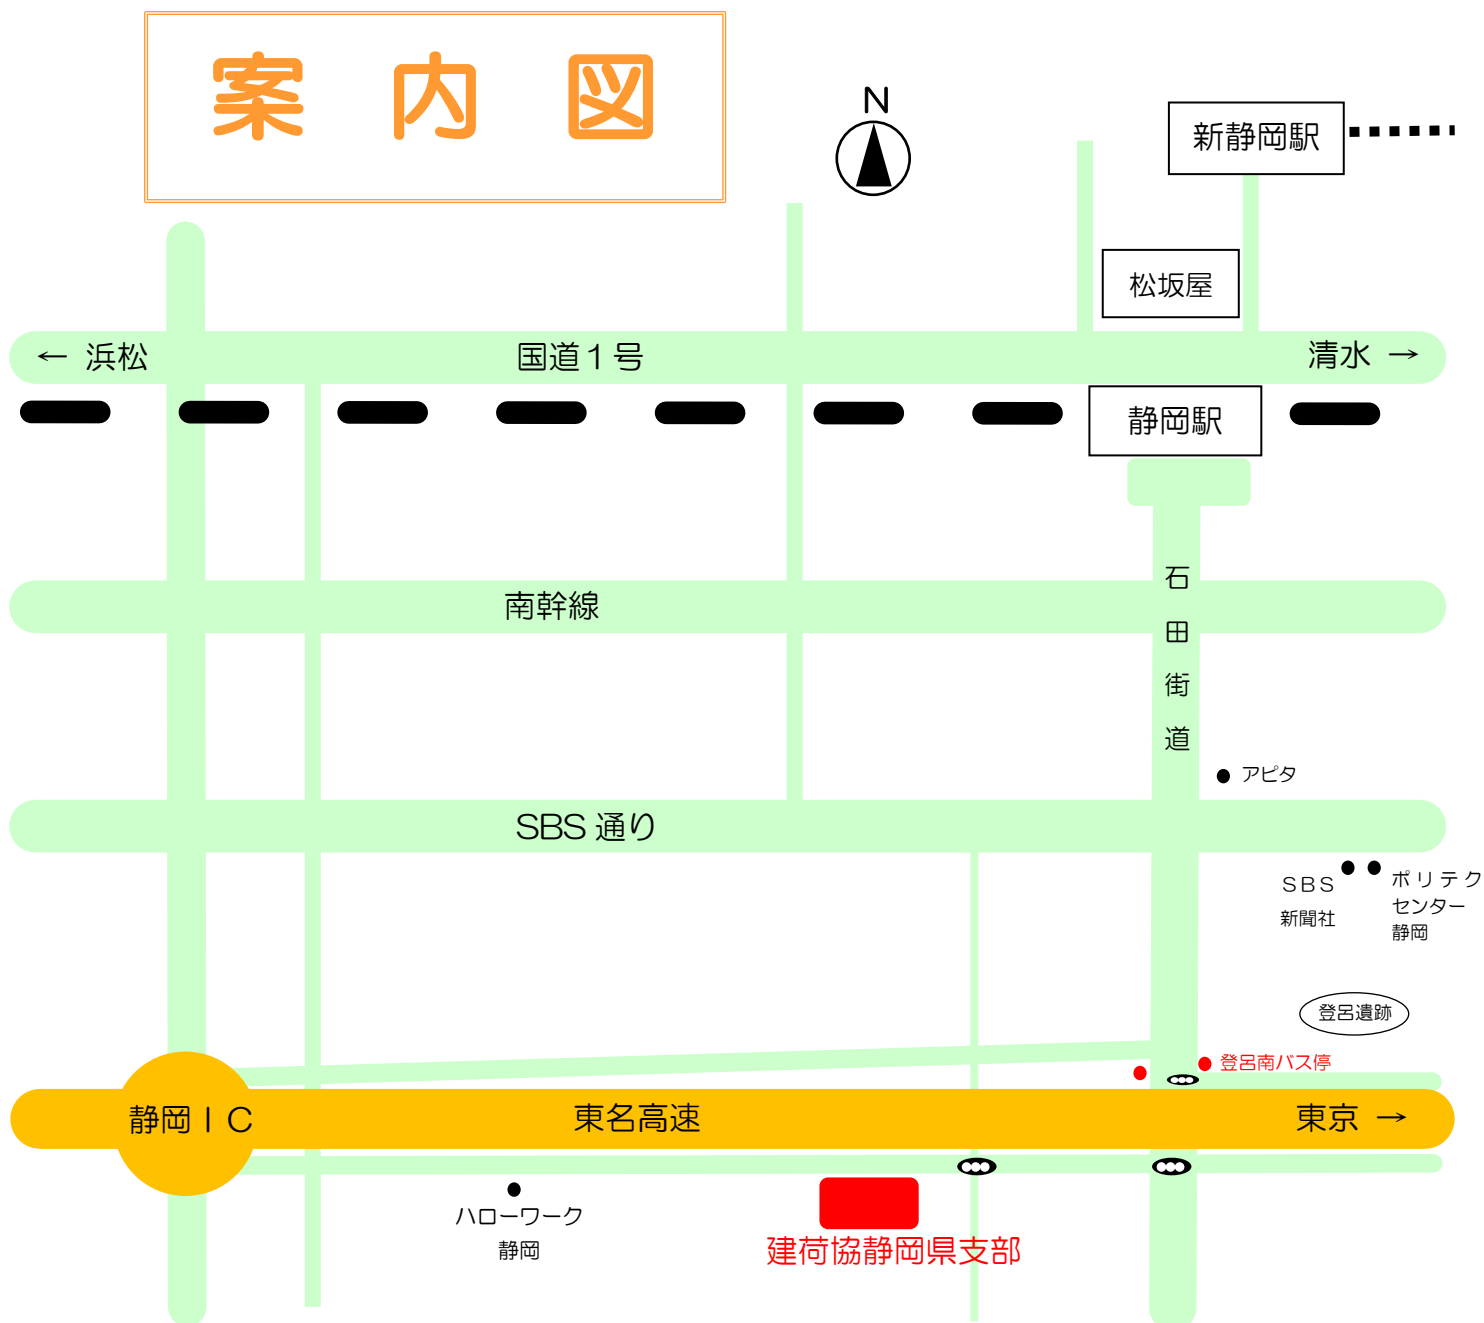 案 内 図
N
新静岡駅
松坂屋
← 浜松
国道１号
清水 →
静岡駅
石田街道
南幹線
アピタ
SBS 通り
ＳＢＳ
新聞社
ポリテク
センター
静岡
登呂遺跡
登呂南バス停
静岡ＩＣ
東名高速
東京 →
ハローワーク
静岡
建荷協静岡県支部